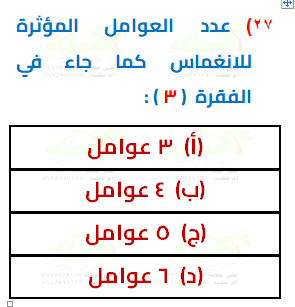 ٢٧) عدد العوامل المؤثرة
للانغماس كما جاء في
الفقرة (٣):
(أ) ٣ عوامل
(ب) ٤ عوامل
(ج) ٥ عوامل
(د) ٦ عوامل